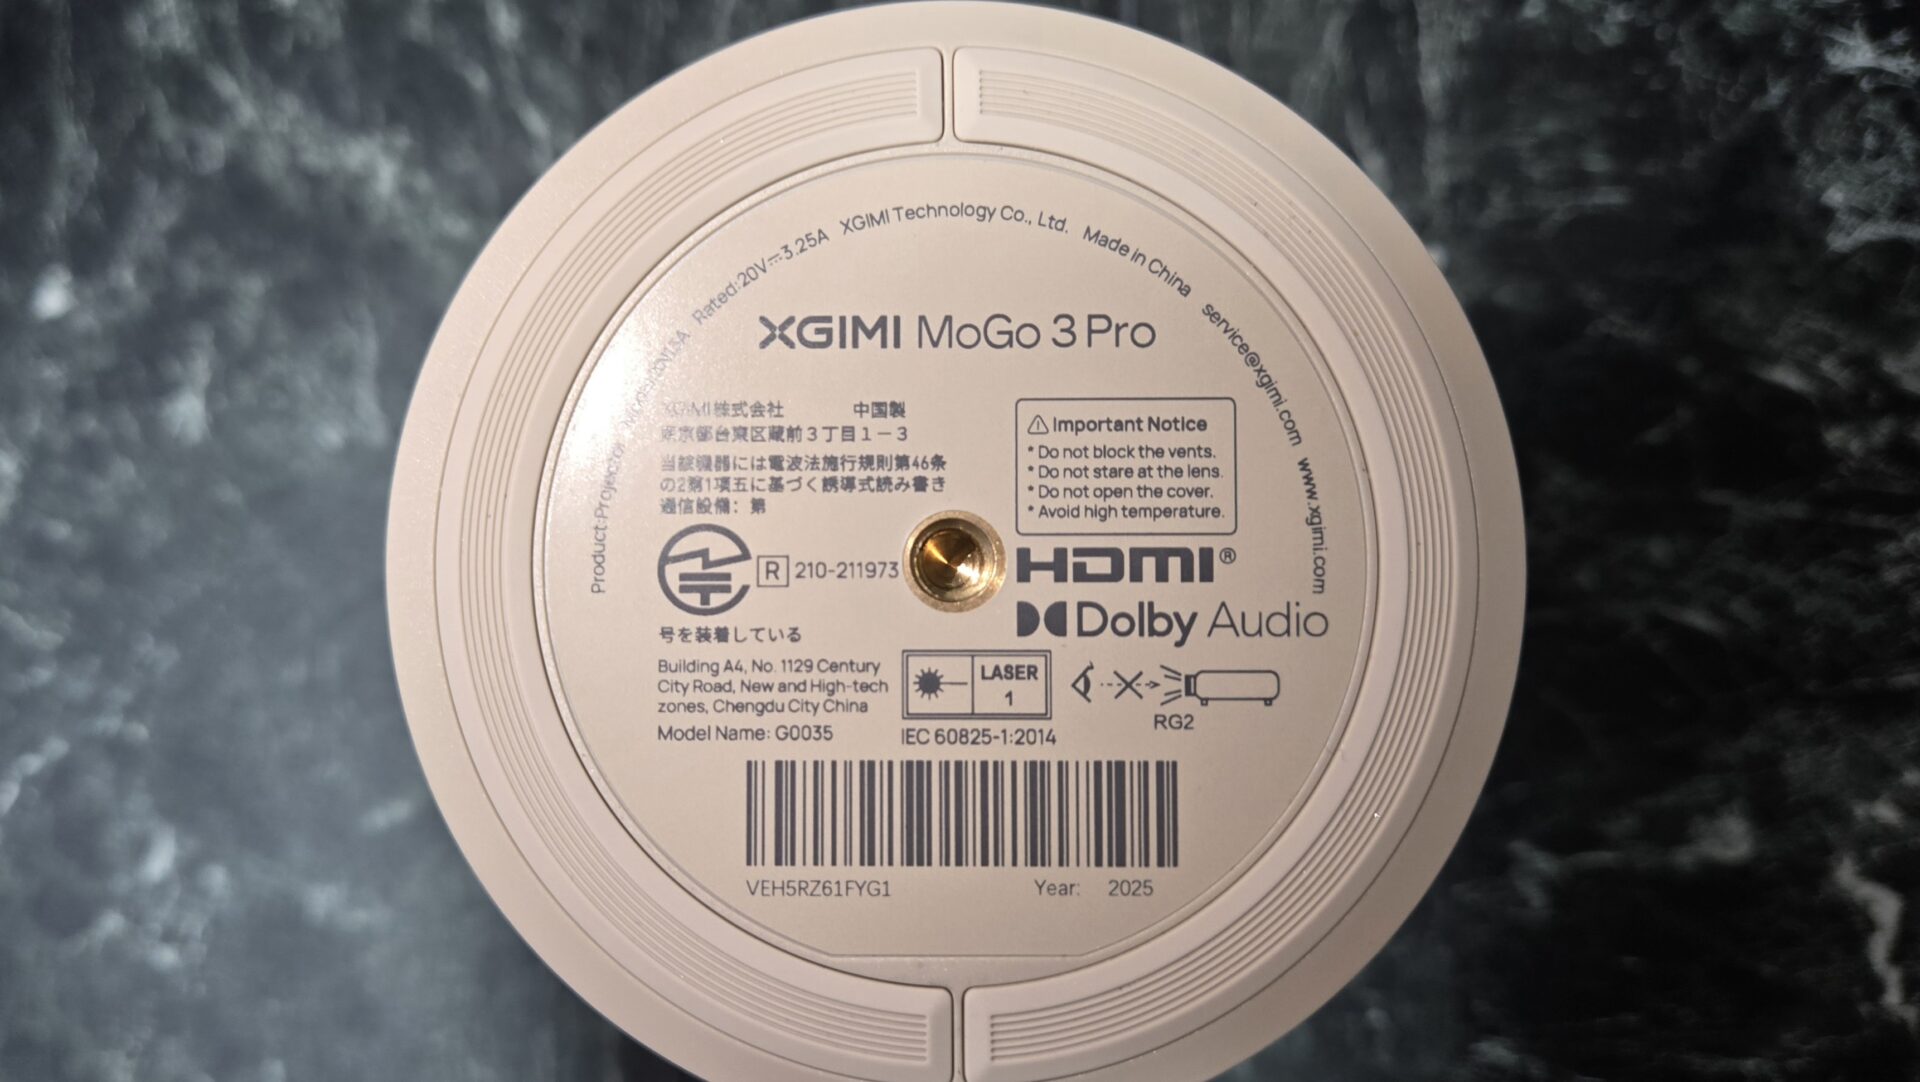 Product:Projector
Rated:20V⎓3.25A XGIMI Technology Co., Ltd. Made in China service@xgimi.com www.xgimi.com
XGIMI MoGo 3 Pro
XGIMI株式会社 中国製
東京都台東区蔵前3丁目1-3
当該機器には電波法施行規則第46条
の2第1項五に基づく誘導式読み書き
通信設備：第
R 210-211973
号を装着している
⚠ Important Notice
* Do not block the vents.
* Do not stare at the lens.
* Do not open the cover.
* Avoid high temperature.
HDMI®
Dolby Audio
Building A4, No. 1129 Century
City Road, New and High-tech
zones, Chengdu City China
Model Name: G0035
LASER
1
IEC 60825-1:2014
RG2
VEH5RZ61FYG1 Year: 2025